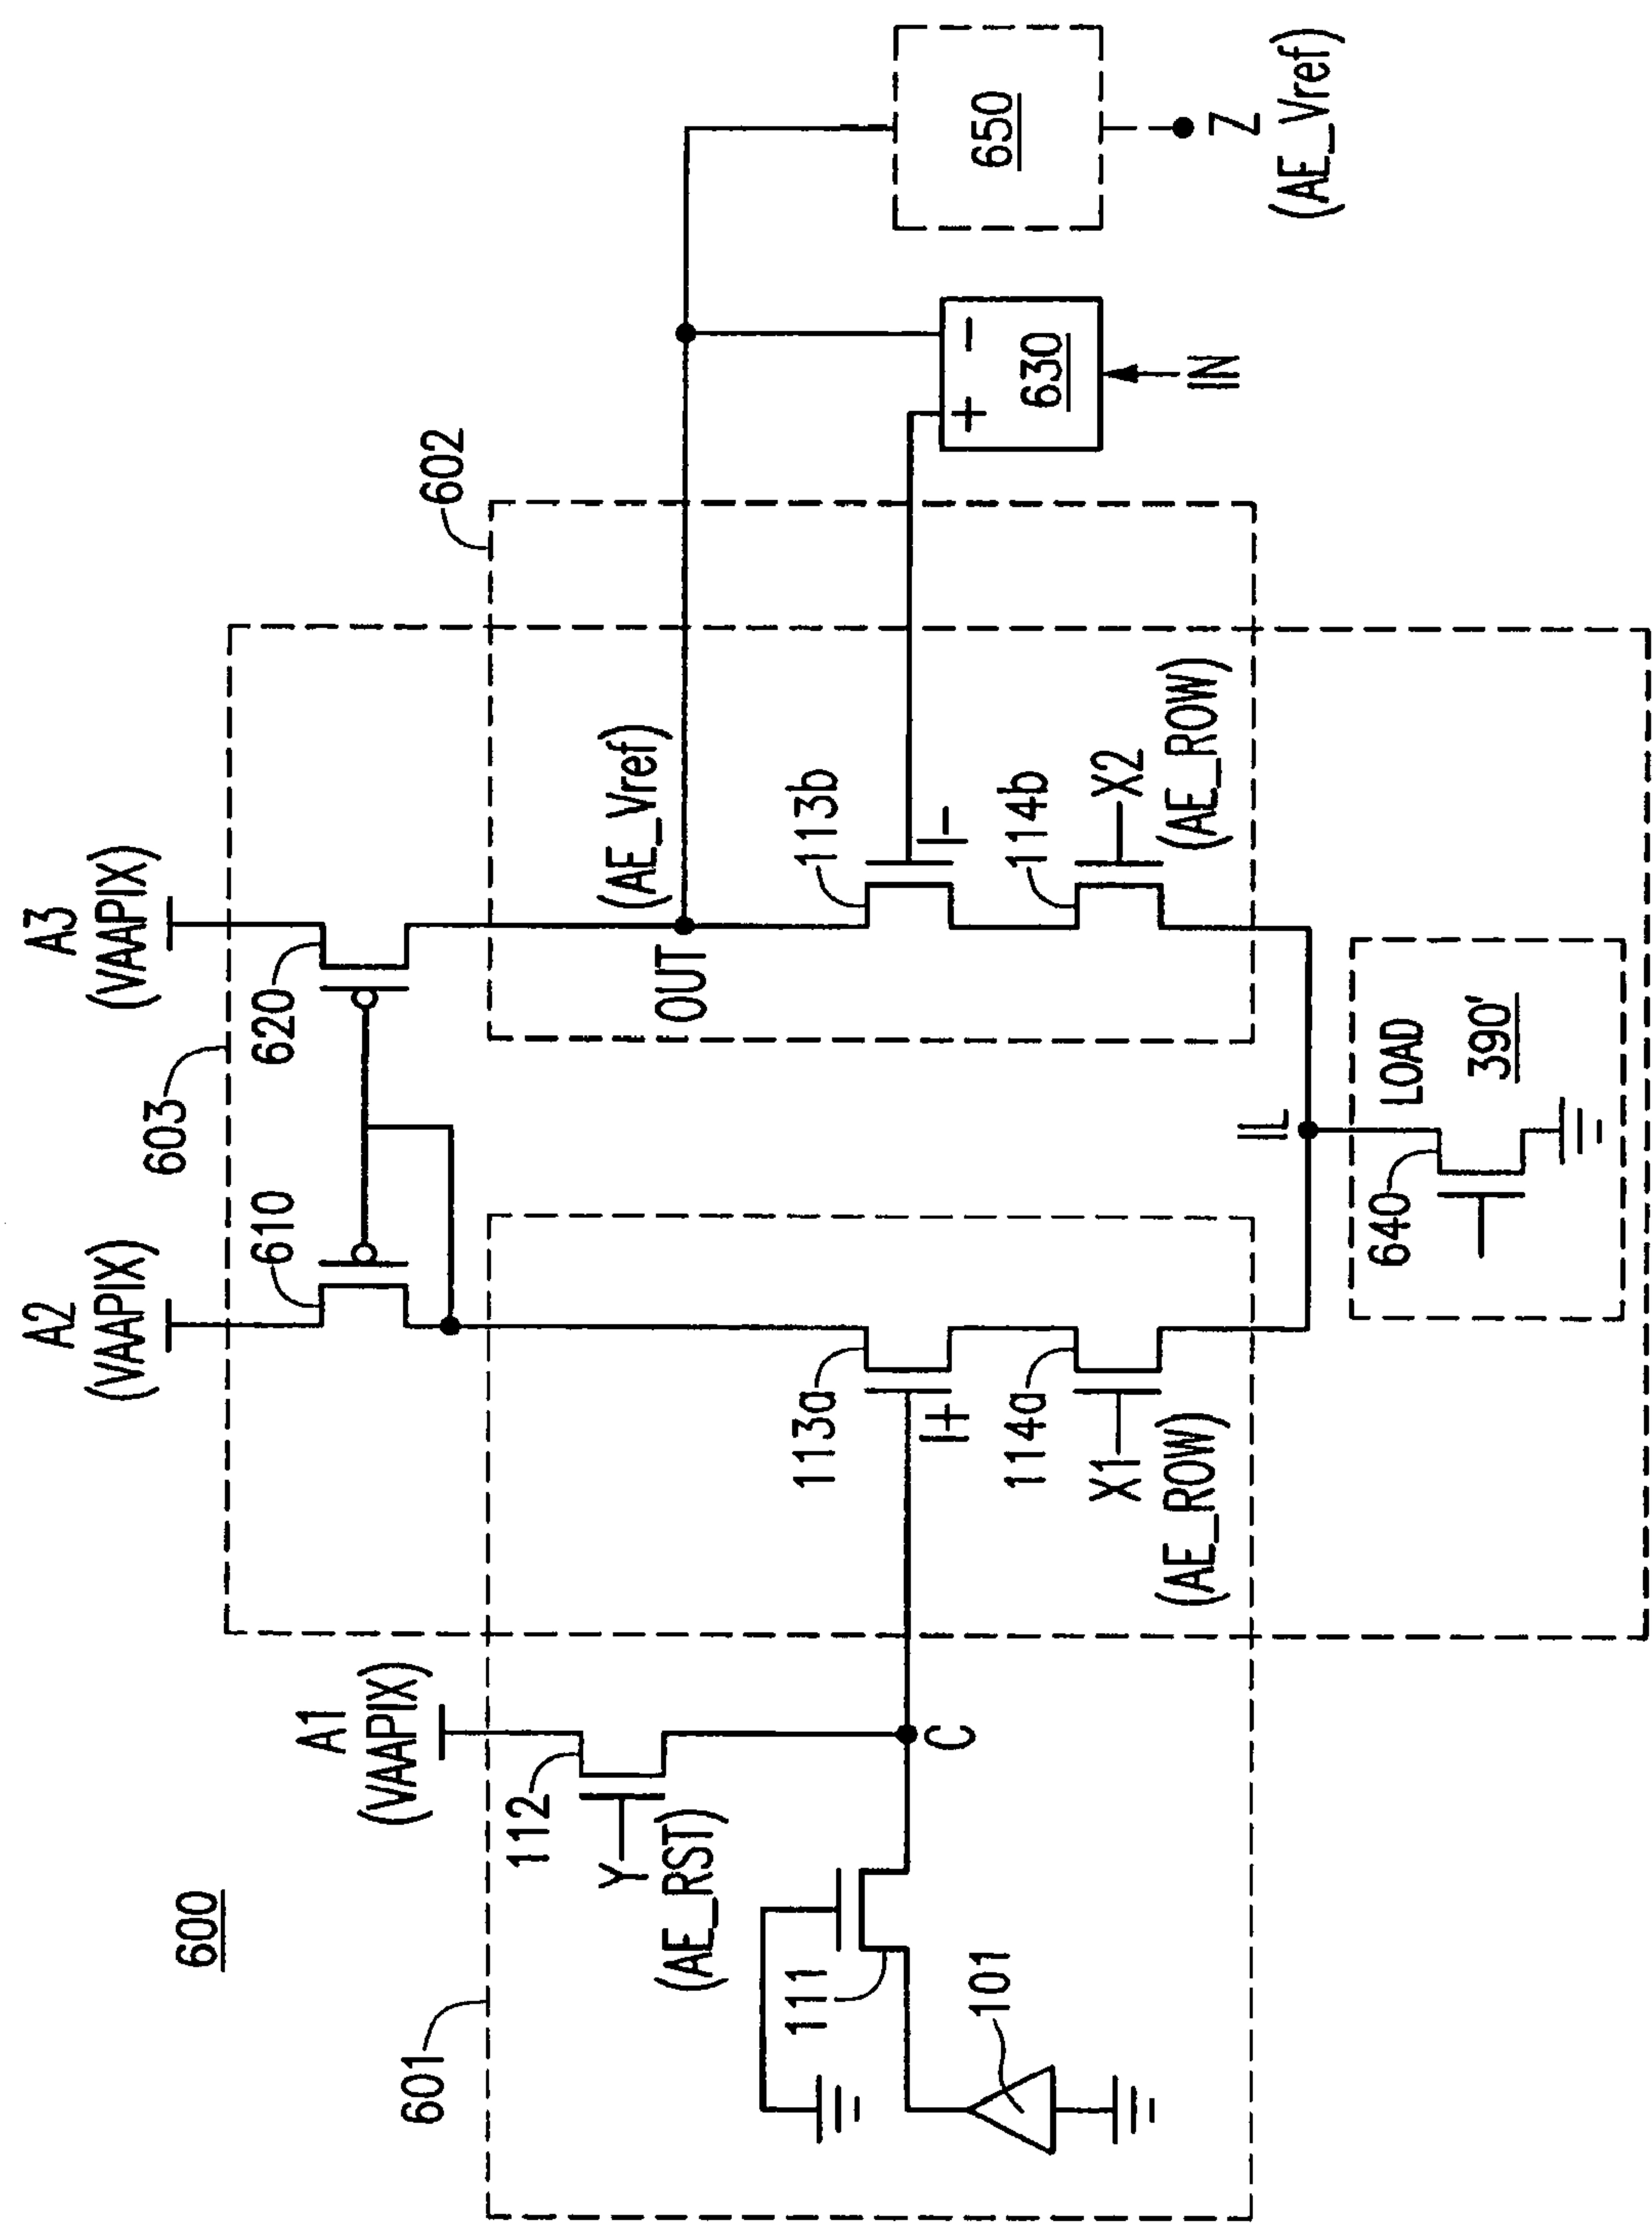 600
601
A1
(VAAPIX)
112
Y
(AE_RST)
111
101
C
603
A2
(VAAPIX)
610
A3
(VAAPIX)
620
602
OUT
(AE_Vref)
113a
I+
114a
X1
(AE_ROW)
113b
I-
114b
X2
(AE_ROW)
IL
LOAD
390'
640
+ -
630
IN
650
Z
(AE_Vref)